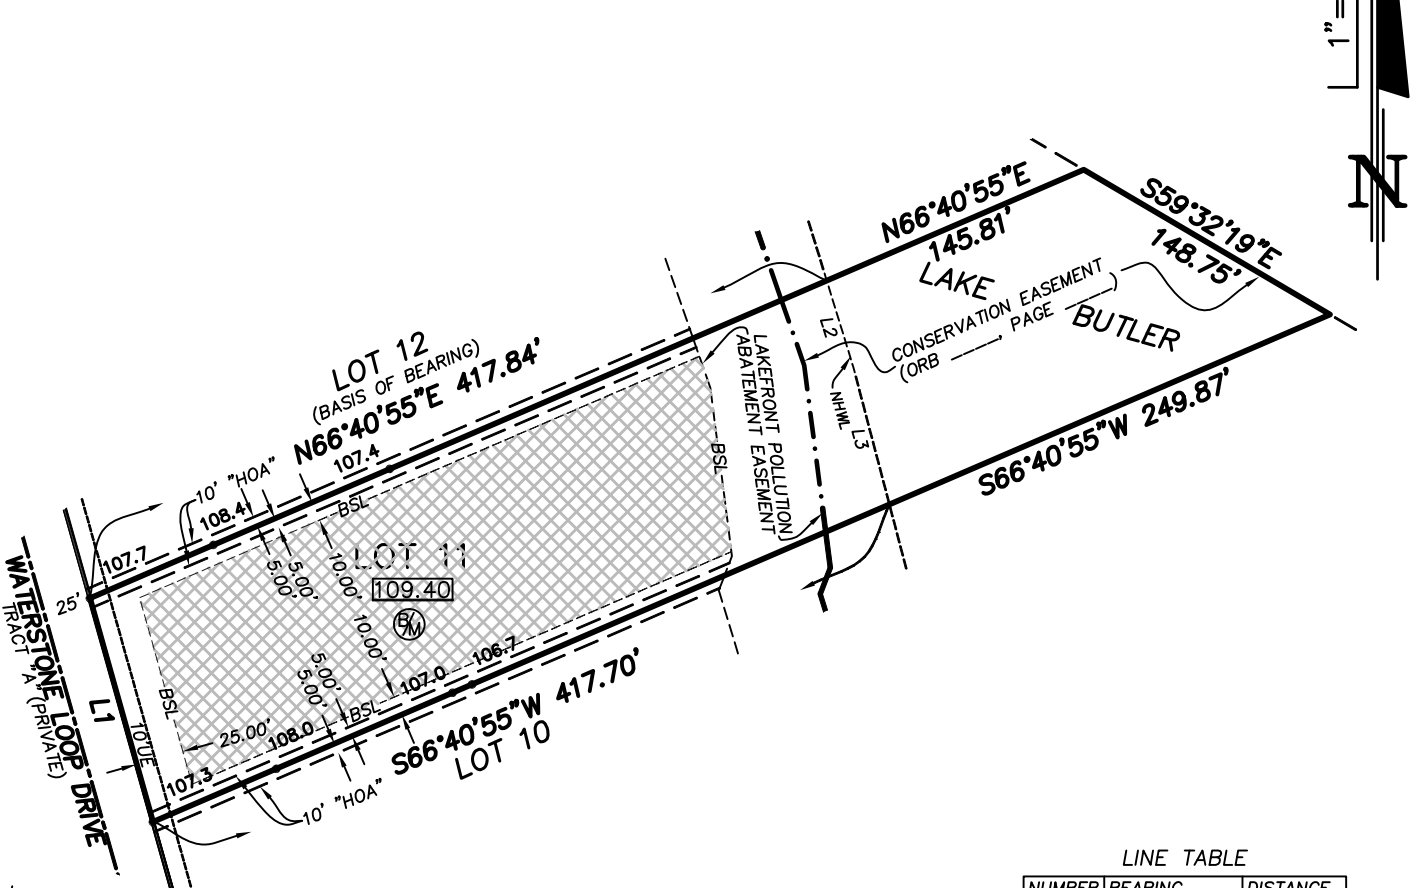 1"=
N
N66°40'55"E
145.81'
S59°32'19"E
148.75'
LAKE
BUTLER
CONSERVATION EASEMENT
(ORB ____, PAGE ____)
L2
NHWL
L3
S66°40'55"W 249.87'
LOT 12
(BASIS OF BEARING)
N66°40'55"E 417.84'
107.4
10' "HOA"
108.4
107.7
BSL
BSL
LAKEFRONT POLLUTION
ABATEMENT EASEMENT
LOT 11
109.40
B/M
5.00'
5.00'
10.00'
10.00'
5.00'
5.00'
25'
WATERSTONE LOOP DRIVE
TRACT "A" (PRIVATE)
L1
10'UE
BSL
25.00'
BSL
107.3
108.0
107.0
106.7
10' "HOA"
S66°40'55"W 417.70'
LOT 10
LINE TABLE
NUMBER BEARING DISTANCE